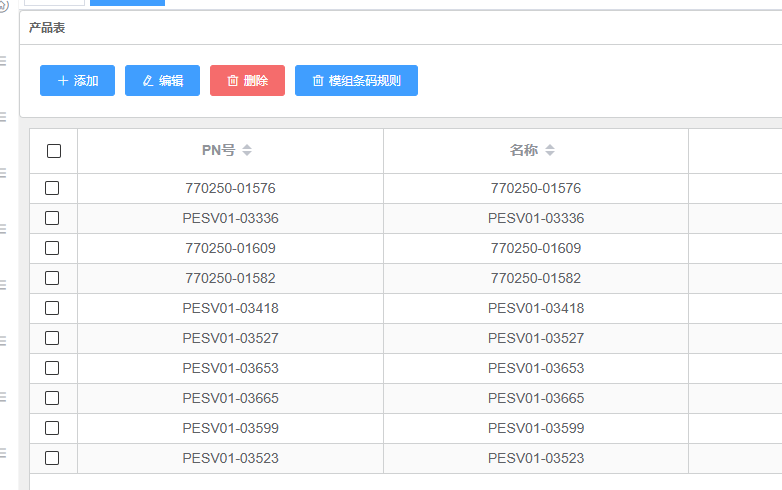 产品表
添加 编辑 删除 模组条码规则
PN号 名称
770250-01576 770250-01576
PESV01-03336 PESV01-03336
770250-01609 770250-01609
770250-01582 770250-01582
PESV01-03418 PESV01-03418
PESV01-03527 PESV01-03527
PESV01-03653 PESV01-03653
PESV01-03665 PESV01-03665
PESV01-03599 PESV01-03599
PESV01-03523 PESV01-03523